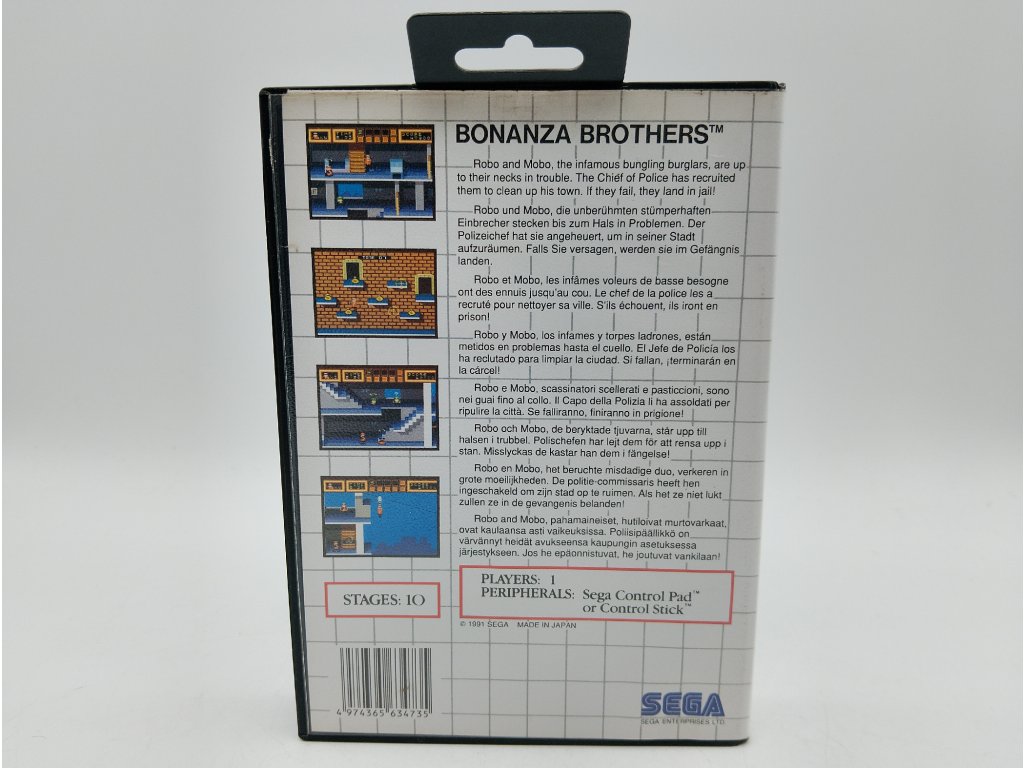 BONANZA BROTHERS™
Robo and Mobo, the infamous bungling burglars, are up
to their necks in trouble. The Chief of Police has recruited
them to clean up his town. If they fail, they land in jail!
Robo und Mobo, die unberühmten stümperhaften
Einbrecher stecken bis zum Hals in Problemen. Der
Polizeichef hat sie angeheuert, um in seiner Stadt
aufzuräumen. Falls Sie versagen, werden sie im Gefängnis
landen.
Robo et Mobo, les infâmes voleurs de basse besogne
ont des ennuis jusqu'au cou. Le chef de la police les a
recruté pour nettoyer sa ville. S'ils échouent, ils iront en
prison!
Robo y Mobo, los infames y torpes ladrones, están
metidos en problemas hasta el cuello. El Jefe de Policía los
ha reclutado para limpiar la ciudad. Si fallan, ¡terminarán en
la cárcel!
Robo e Mobo, scassinatori scellerati e pasticcioni, sono
nei guai fino al collo. Il Capo della Polizia li ha assoldati per
ripulire la città. Se falliranno, finiranno in prigione!
Robo och Mobo, de beryktade tjuvarna, står upp till
halsen i trubbel. Polischefen har lejt dem för att rensa upp i
stan. Misslyckas de kastar han dem i fängelse!
Robo en Mobo, het beruchte misdadige duo, verkeren in
grote moeilijkheden. De politie-commissaris heeft hen
ingeschakeld om zijn stad op te ruimen. Als het ze niet lukt
zullen ze in de gevangenis belanden!
Robo and Mobo, pahamaineiset, hutiloivat murtovarkaat,
ovat kaulaansa asti vaikeuksissa. Poliisipäällikkö on
värvännyt heidät avukseensa kaupungin asetuksessa
järjestykseen. Jos he epäonnistuvat, he joutuvat vankilaan!
STAGES: 10
PLAYERS: 1
PERIPHERALS: Sega Control Pad™
or Control Stick™
© 1991 SEGA MADE IN JAPAN
4 974365 634735
SEGA
SEGA ENTERPRISES LTD.